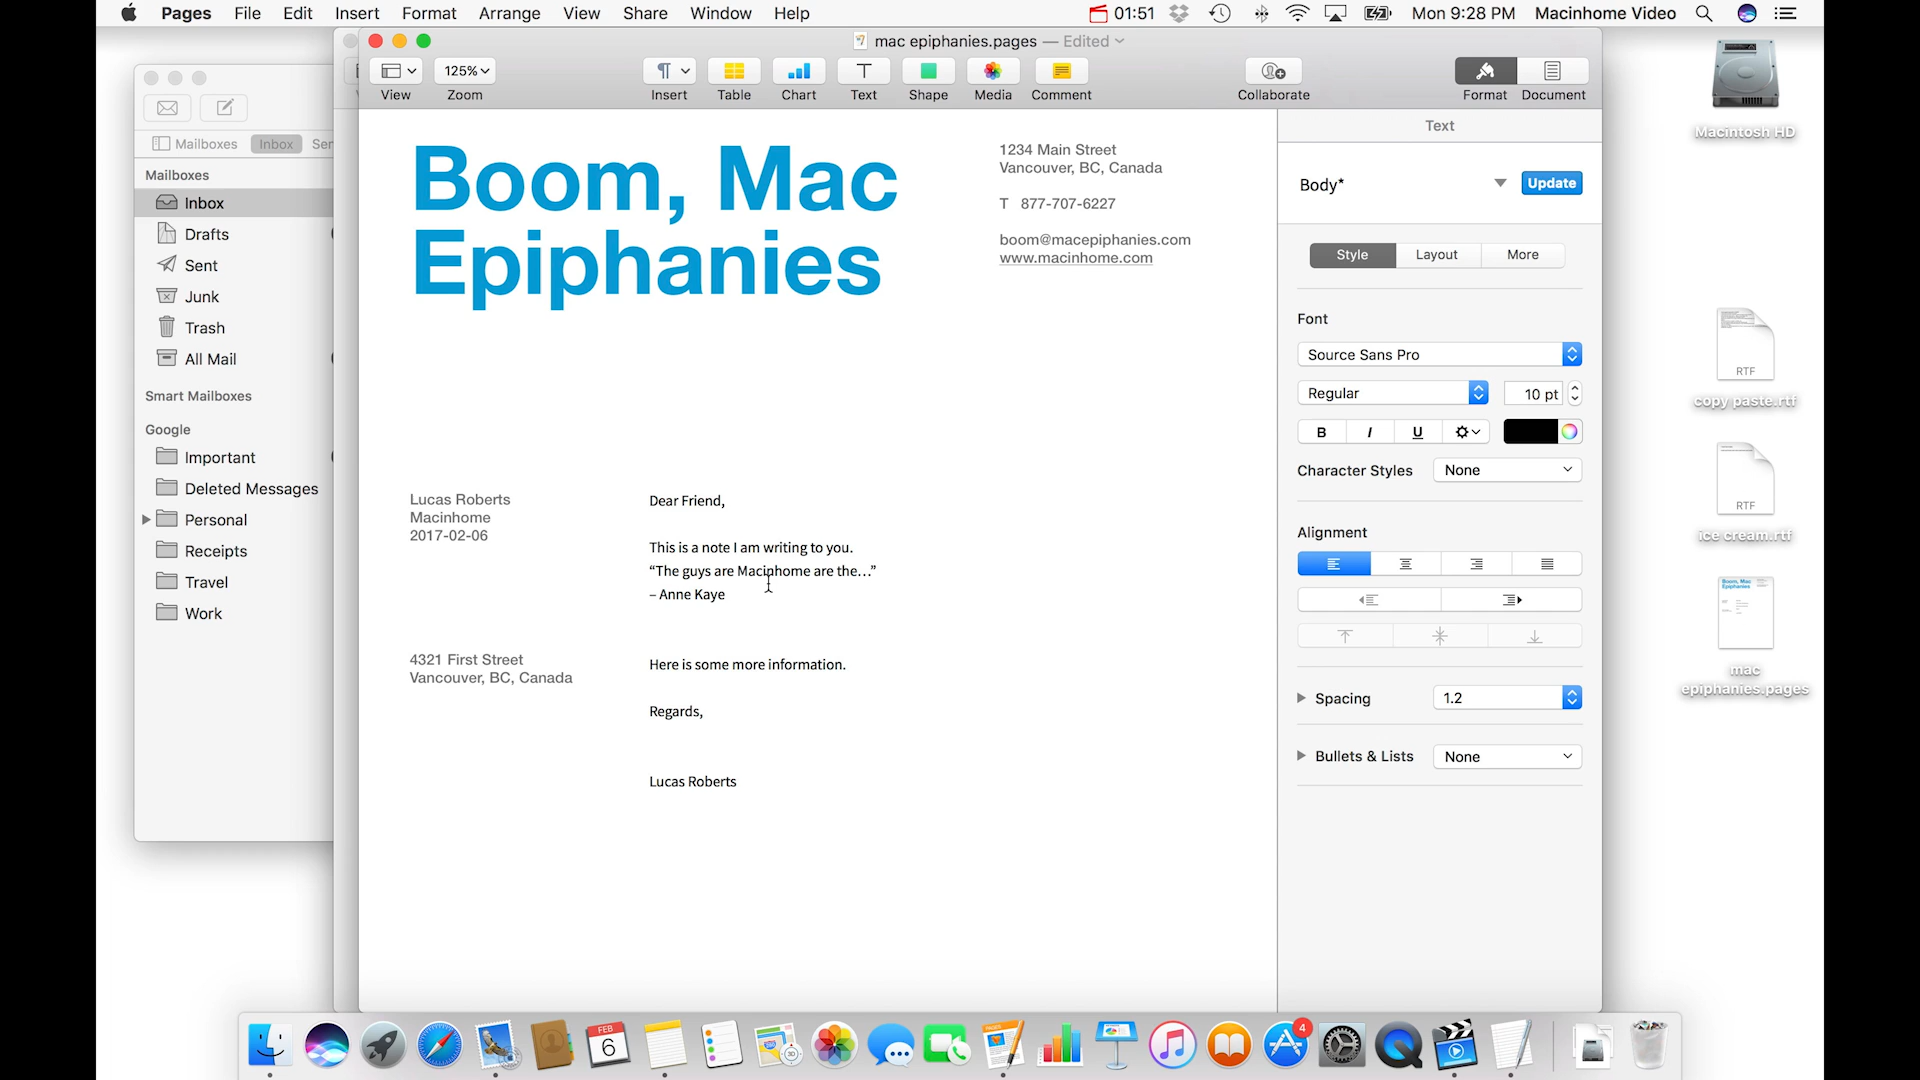 Pages File Edit Insert Format Arrange View Share Window Help 01:51 Mon 9:28 PM Macinhome Video
mac epiphanies.pages — Edited
125%
View Zoom Insert Table Chart Text Shape Media Comment Collaborate Format Document
Mailboxes Inbox Sen
Mailboxes
Inbox
Drafts
Sent
Junk
Trash
All Mail
Smart Mailboxes
Google
Important
Deleted Messages
Personal
Receipts
Travel
Work
Boom, Mac
Epiphanies
1234 Main Street
Vancouver, BC, Canada
T 877-707-6227
boom@macepiphanies.com
www.macinhome.com
Lucas Roberts
Macinhome
2017-02-06
Dear Friend,
This is a note I am writing to you.
“The guys are Macinhome are the…”
– Anne Kaye
4321 First Street
Vancouver, BC, Canada
Here is some more information.
Regards,
Lucas Roberts
Text
Body*
Update
Style Layout More
Font
Source Sans Pro
Regular 10 pt
B I U
Character Styles None
Alignment
Spacing 1.2
Bullets & Lists None
Macintosh HD
RTF
copy paste.rtf
RTF
ice cream.rtf
Boom, Mac
Epiphanies
mac
epiphanies.pages
FEB
6
PAGES
3D
4